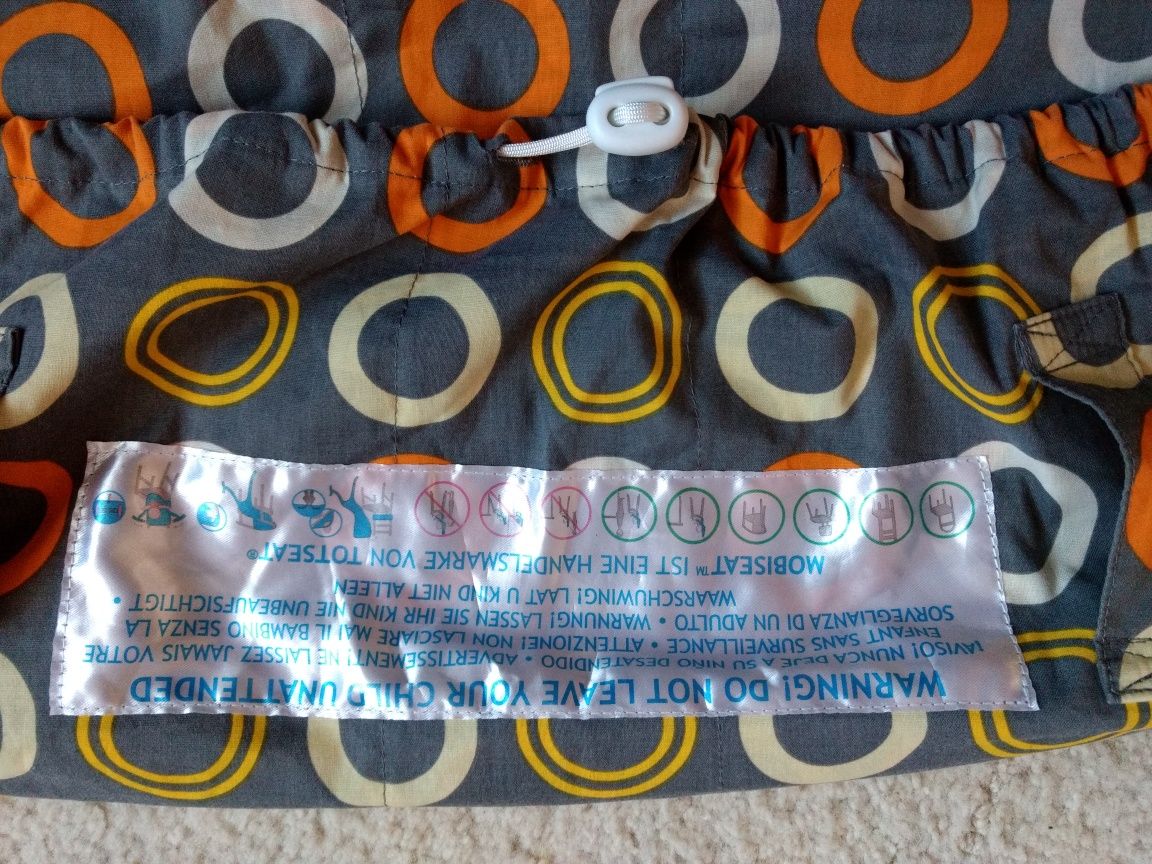 WARNING! DO NOT LEAVE YOUR CHILD UNATTENDED
¡AVISO! NUNCA DEJE A SU NIÑO DESATENDIDO • ADVERTISSEMENT! NE LAISSEZ JAMAIS VOTRE
ENFANT SANS SURVEILLANCE • ATTENZIONE! NON LASCIARE MAI IL BAMBINO SENZA LA
SORVEGLIANZA DI UN ADULTO • WARNUNG! LASSEN SIE IHR KIND NIE UNBEAUFSICHTIGT •
WAARSCHUWING! LAAT U KIND NIET ALLEEN
MOBISEAT™ IST EINE HANDELSMARKE VON TOTSEAT®